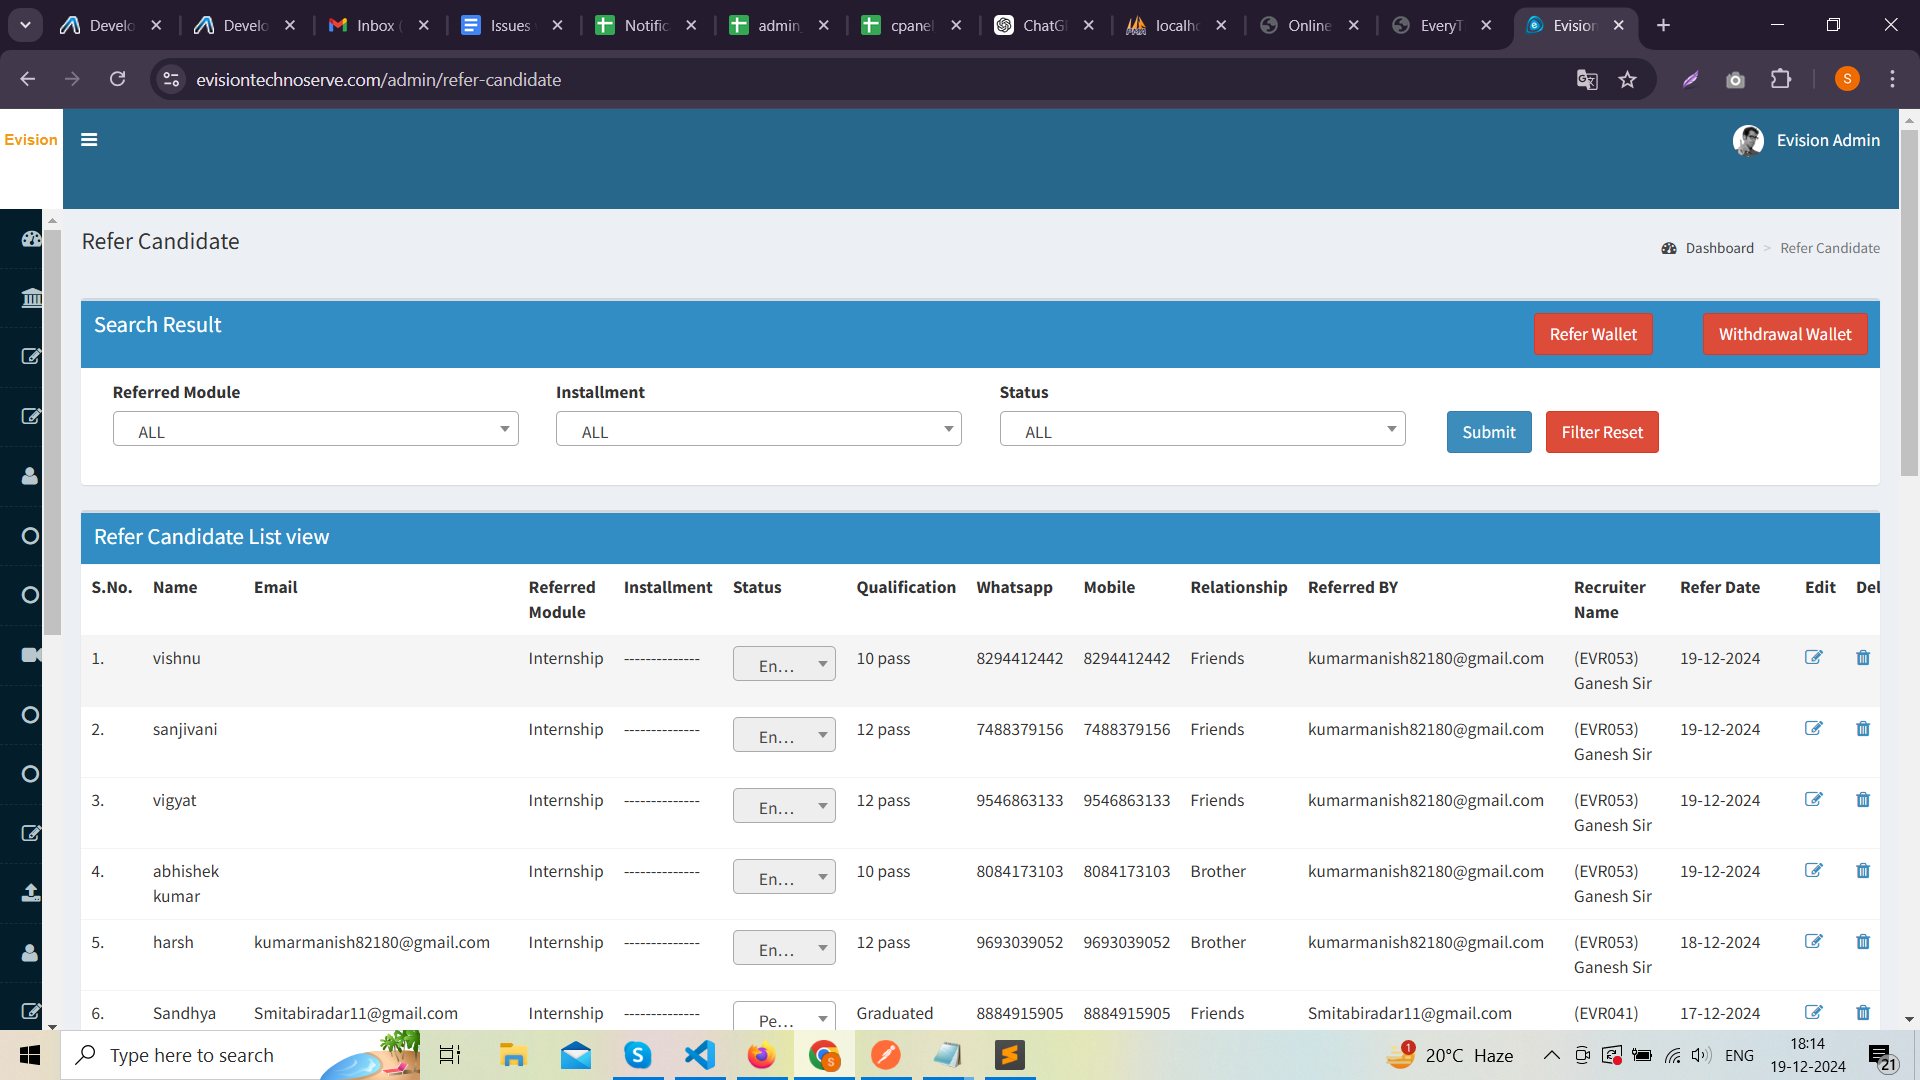 Develo
Develo
Inbox (
Issues
Notific
admin_
cpanel
ChatGP
localho
Online
EveryT
Evision
evisiontechnoserve.com/admin/refer-candidate
S
Evision
Evision Admin
Refer Candidate
Dashboard > Refer Candidate
Search Result
Refer Wallet
Withdrawal Wallet
Referred Module
Installment
Status
ALL
ALL
ALL
Submit
Filter Reset
Refer Candidate List view
S.No. Name Email Referred Module Installment Status Qualification Whatsapp Mobile Relationship Referred BY Recruiter Name Refer Date Edit Del
1. vishnu Internship -------------- En... 10 pass 8294412442 8294412442 Friends kumarmanish82180@gmail.com (EVR053) Ganesh Sir 19-12-2024
2. sanjivani Internship -------------- En... 12 pass 7488379156 7488379156 Friends kumarmanish82180@gmail.com (EVR053) Ganesh Sir 19-12-2024
3. vigyat Internship -------------- En... 12 pass 9546863133 9546863133 Friends kumarmanish82180@gmail.com (EVR053) Ganesh Sir 19-12-2024
4. abhishek kumar Internship -------------- En... 10 pass 8084173103 8084173103 Brother kumarmanish82180@gmail.com (EVR053) Ganesh Sir 19-12-2024
5. harsh kumarmanish82180@gmail.com Internship -------------- En... 12 pass 9693039052 9693039052 Brother kumarmanish82180@gmail.com (EVR053) Ganesh Sir 18-12-2024
6. Sandhya Smitabiradar11@gmail.com Internship -------------- Pe... Graduated 8884915905 8884915905 Friends Smitabiradar11@gmail.com (EVR041) 17-12-2024
Type here to search
1
20°C Haze
ENG
18:14
19-12-2024
21